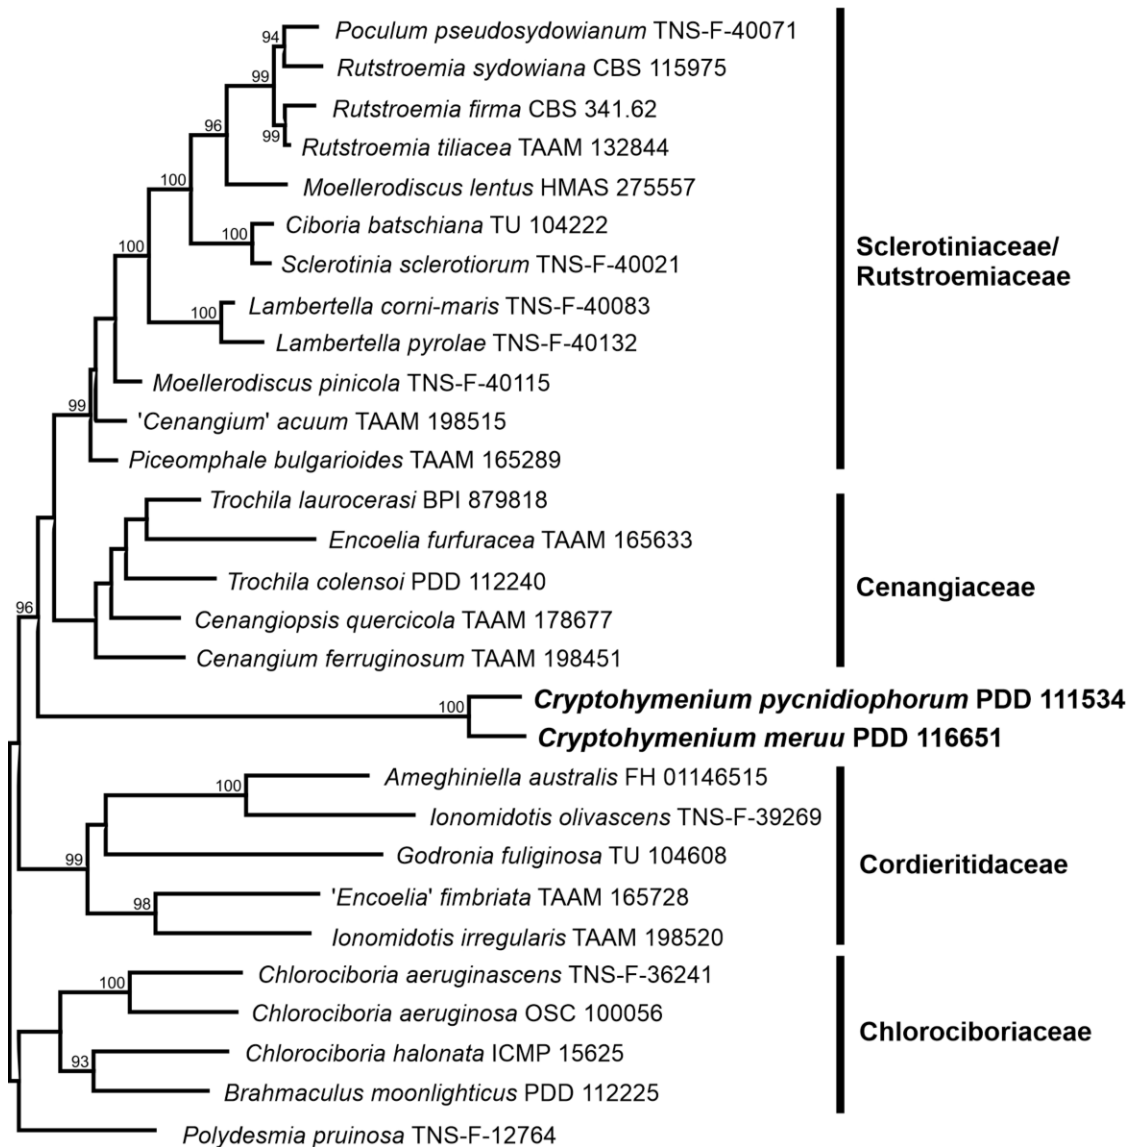 94
Poculum pseudosydowianum TNS-F-40071
Rutstroemia sydowiana CBS 115975
99
Rutstroemia firma CBS 341.62
96
99
Rutstroemia tiliacea TAAM 132844
100
Moellerodiscus lentus HMAS 275557
Ciboria batschiana TU 104222
100
100
Sclerotinia sclerotiorum TNS-F-40021
Sclerotiniaceae/
Rutstroemiaceae
Lambertella corni-maris TNS-F-40083
100
Lambertella pyrolae TNS-F-40132
Moellerodiscus pinicola TNS-F-40115
99
'Cenangium' acuum TAAM 198515
Piceomphale bulgarioides TAAM 165289
Trochila laurocerasi BPI 879818
Encoelia furfuracea TAAM 165633
Trochila colensoi PDD 112240
Cenangiaceae
96
Cenangiopsis quercicola TAAM 178677
Cenangium ferruginosum TAAM 198451
Cryptohymenium pycnidiophorum PDD 111534
100
Cryptohymenium meruu PDD 116651
Ameghiniella australis FH 01146515
100
Ionomidotis olivascens TNS-F-39269
99
Godronia fuliginosa TU 104608
Cordieritidaceae
'Encoelia' fimbriata TAAM 165728
98
Ionomidotis irregularis TAAM 198520
Chlorociboria aeruginascens TNS-F-36241
100
Chlorociboria aeruginosa OSC 100056
Chlorociboriaceae
Chlorociboria halonata ICMP 15625
93
Brahmaculus moonlighticus PDD 112225
Polydesmia pruinosa TNS-F-12764